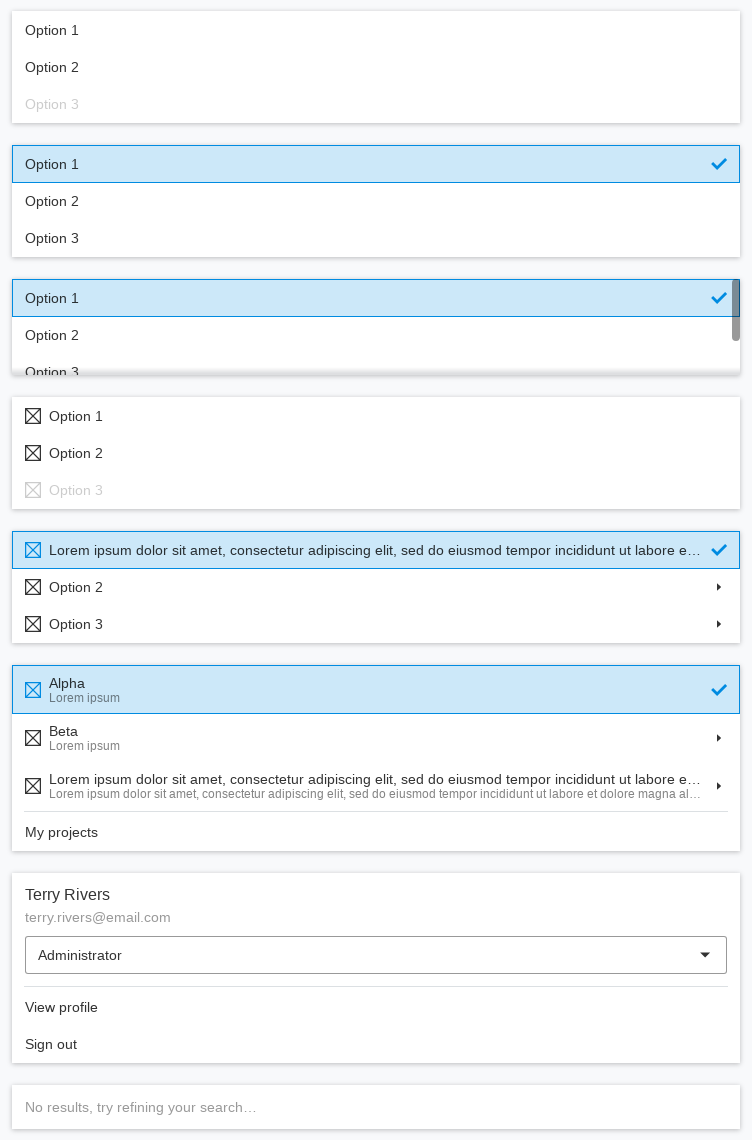 Option 1
Option 2
Option 3
Option 1
Option 2
Option 3
Option 1
Option 2
Option 3
Option 1
Option 2
Option 3
Lorem ipsum dolor sit amet, consectetur adipiscing elit, sed do eiusmod tempor incididunt ut labore e…
Option 2
Option 3
Alpha
Lorem ipsum
Beta
Lorem ipsum
Lorem ipsum dolor sit amet, consectetur adipiscing elit, sed do eiusmod tempor incididunt ut labore e…
Lorem ipsum dolor sit amet, consectetur adipiscing elit, sed do eiusmod tempor incididunt ut labore et dolore magna al…
My projects
Terry Rivers
terry.rivers@email.com
Administrator
View profile
Sign out
No results, try refining your search…